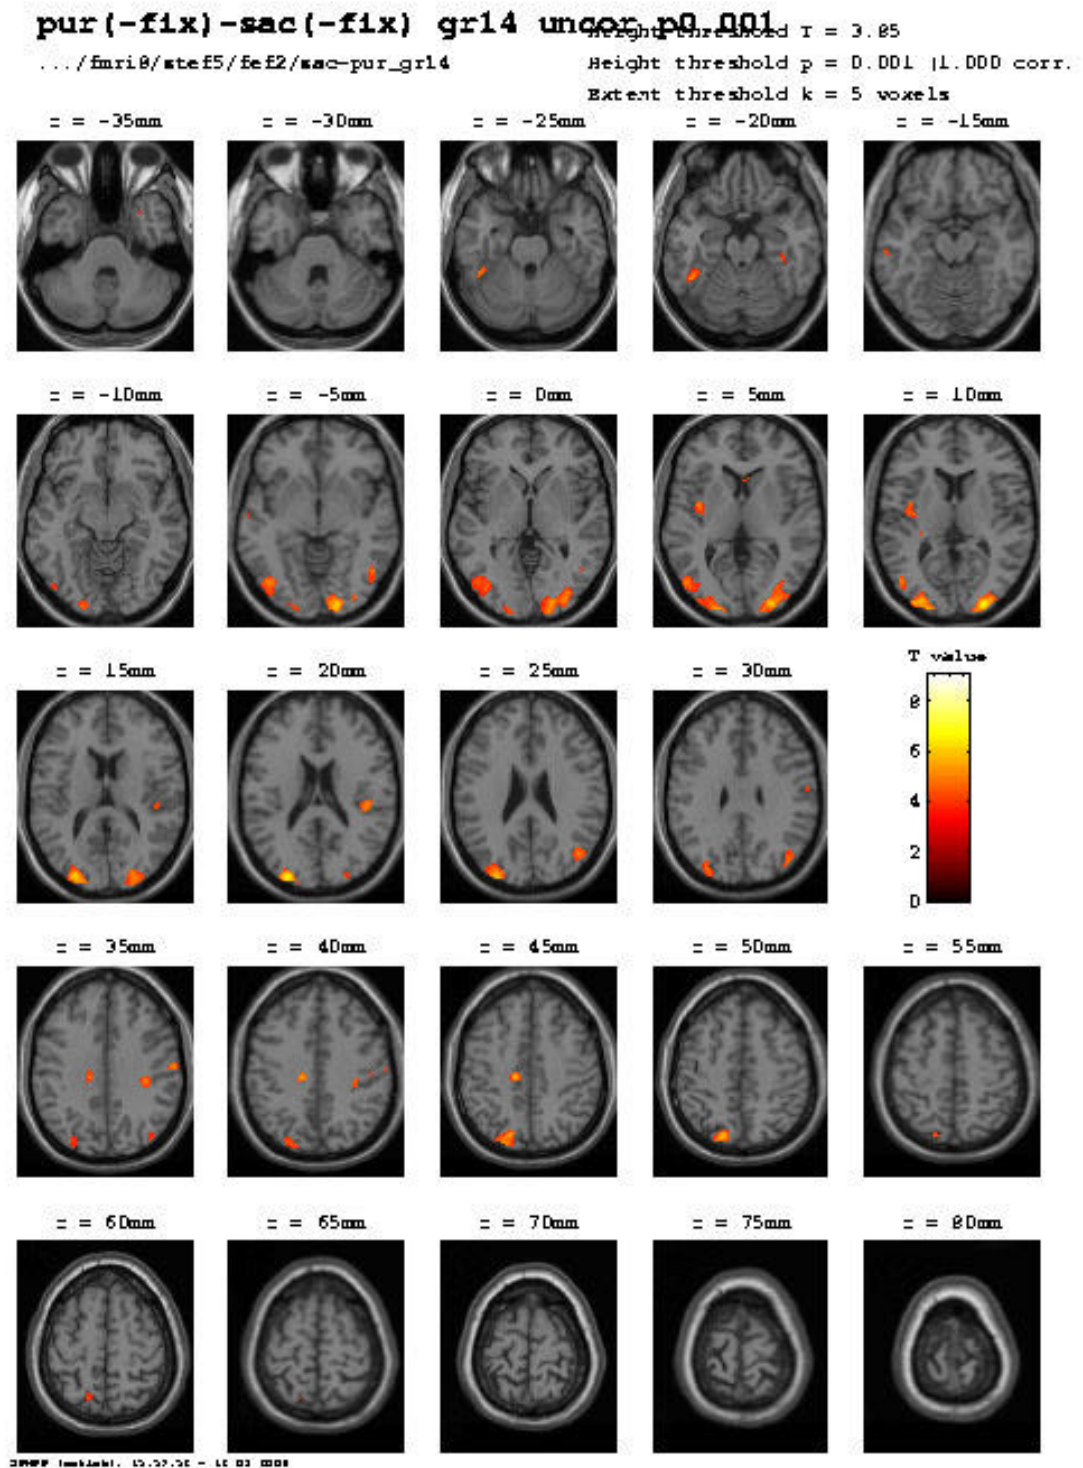 pur(-fix)-sac(-fix) gr14 uncor p0.001
Height threshold T = 3.85
.../fmri8/stef5/fef2/sac-pur_gr14
Height threshold p = 0.001 (1.000 corr.
Extent threshold k = 5 voxels
z = -35mm z = -30mm z = -25mm z = -20mm z = -15mm
z = -10mm z = -5mm z = 0mm z = 5mm z = 10mm
z = 15mm z = 20mm z = 25mm z = 30mm
T value
8
6
4
2
0
z = 35mm z = 40mm z = 45mm z = 50mm z = 55mm
z = 60mm z = 65mm z = 70mm z = 75mm z = 80mm